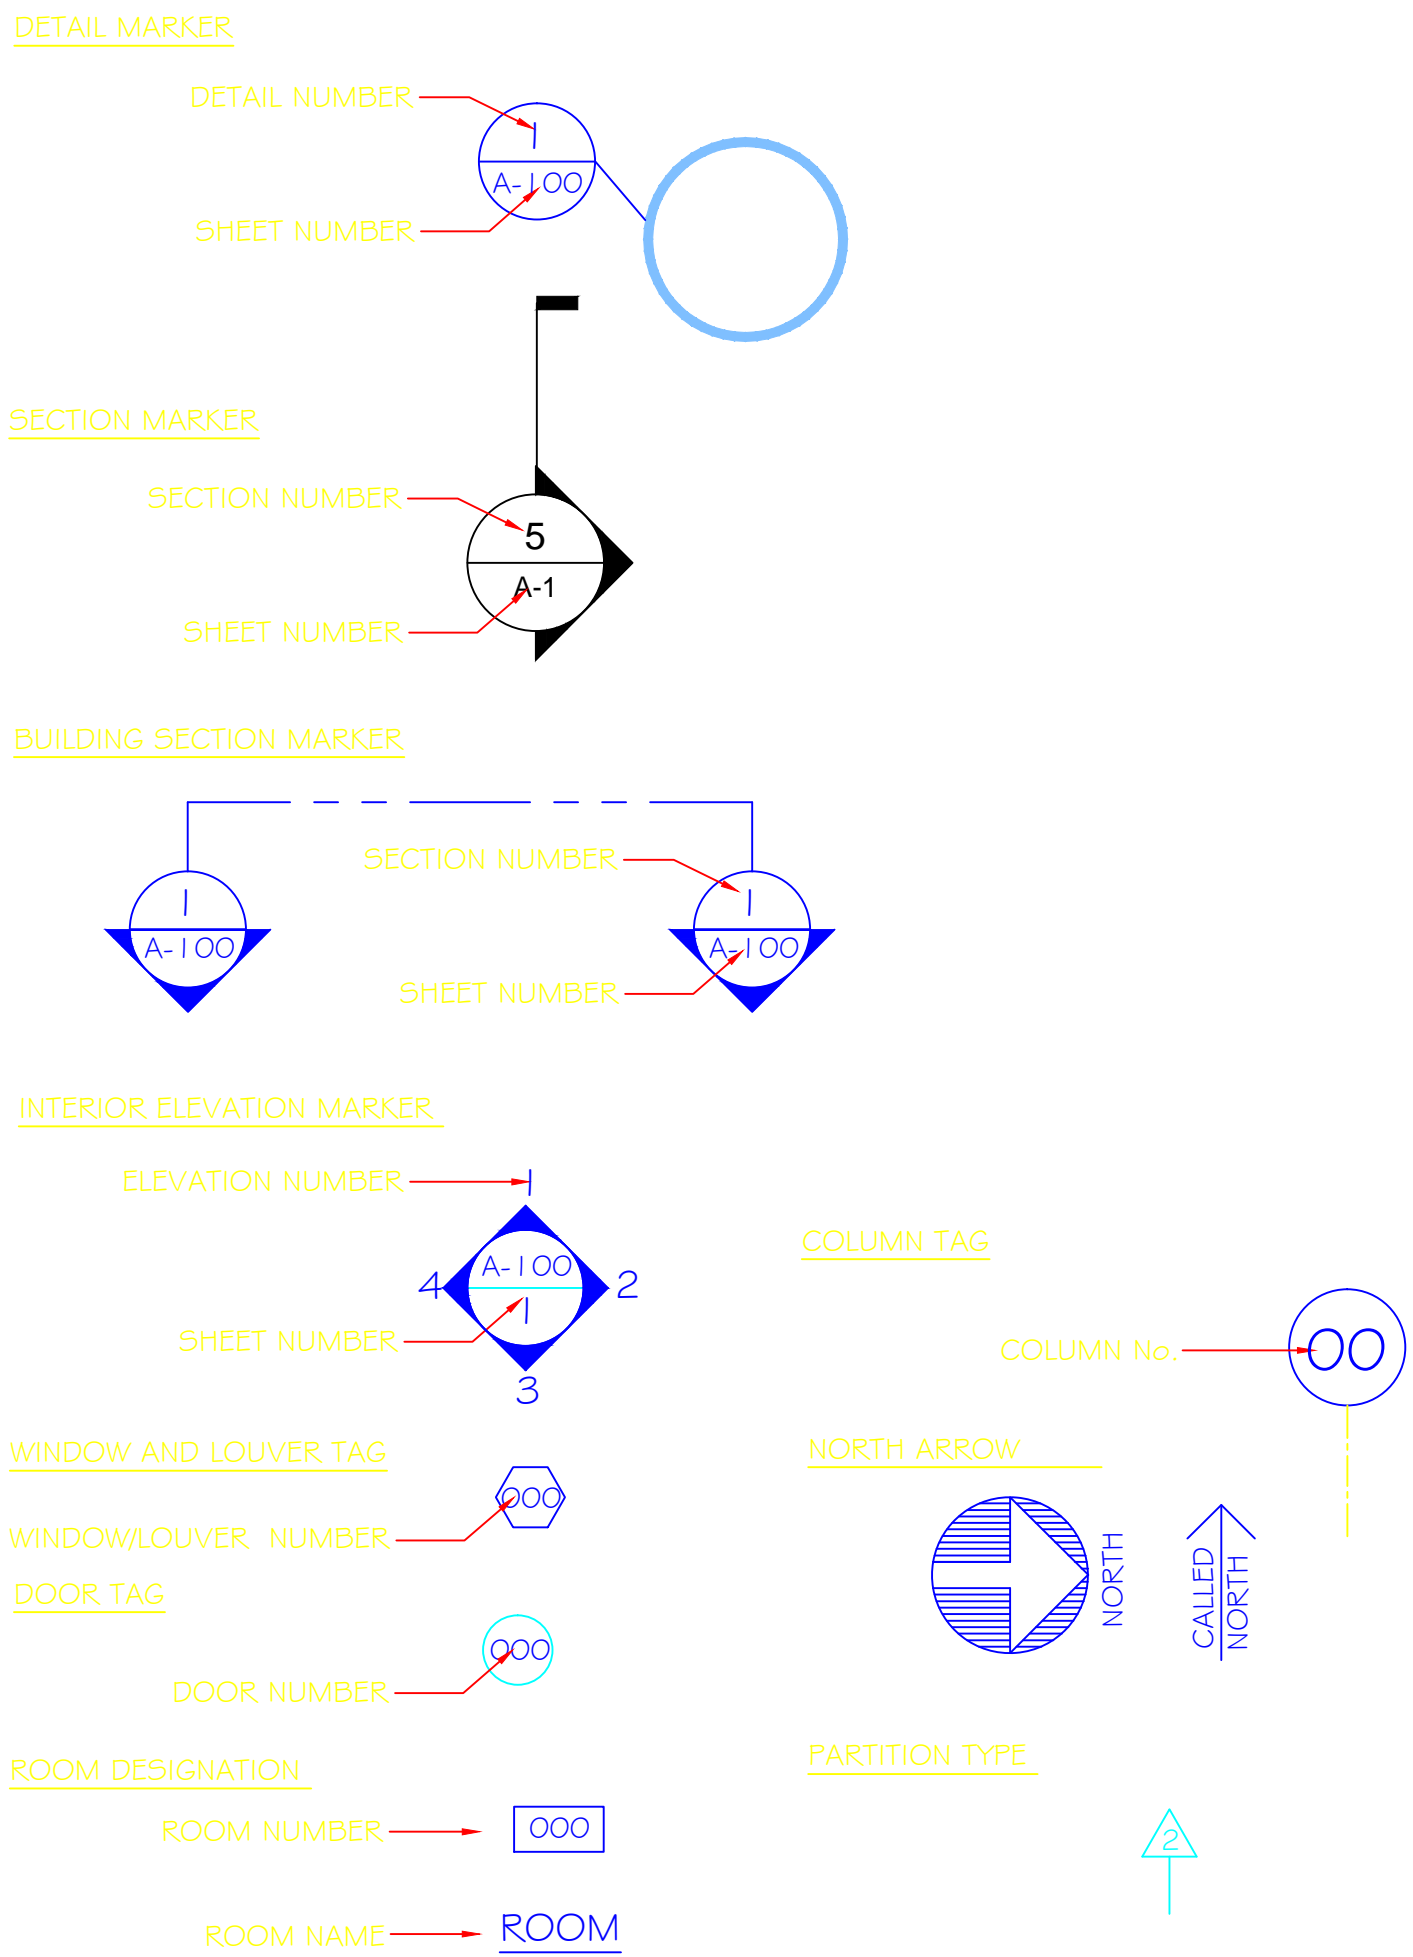 DETAIL MARKER
DETAIL NUMBER
1
A-100
SHEET NUMBER
SECTION MARKER
SECTION NUMBER
5
A-1
SHEET NUMBER
BUILDING SECTION MARKER
SECTION NUMBER
1
1
A-100
A-100
SHEET NUMBER
INTERIOR ELEVATION MARKER
ELEVATION NUMBER
1
A-100
4
2
1
SHEET NUMBER
3
COLUMN TAG
COLUMN No.
00
WINDOW AND LOUVER TAG
000
WINDOW/LOUVER NUMBER
NORTH ARROW
NORTH
CALLED
NORTH
DOOR TAG
000
DOOR NUMBER
ROOM DESIGNATION
ROOM NUMBER
000
ROOM NAME
ROOM
PARTITION TYPE
2